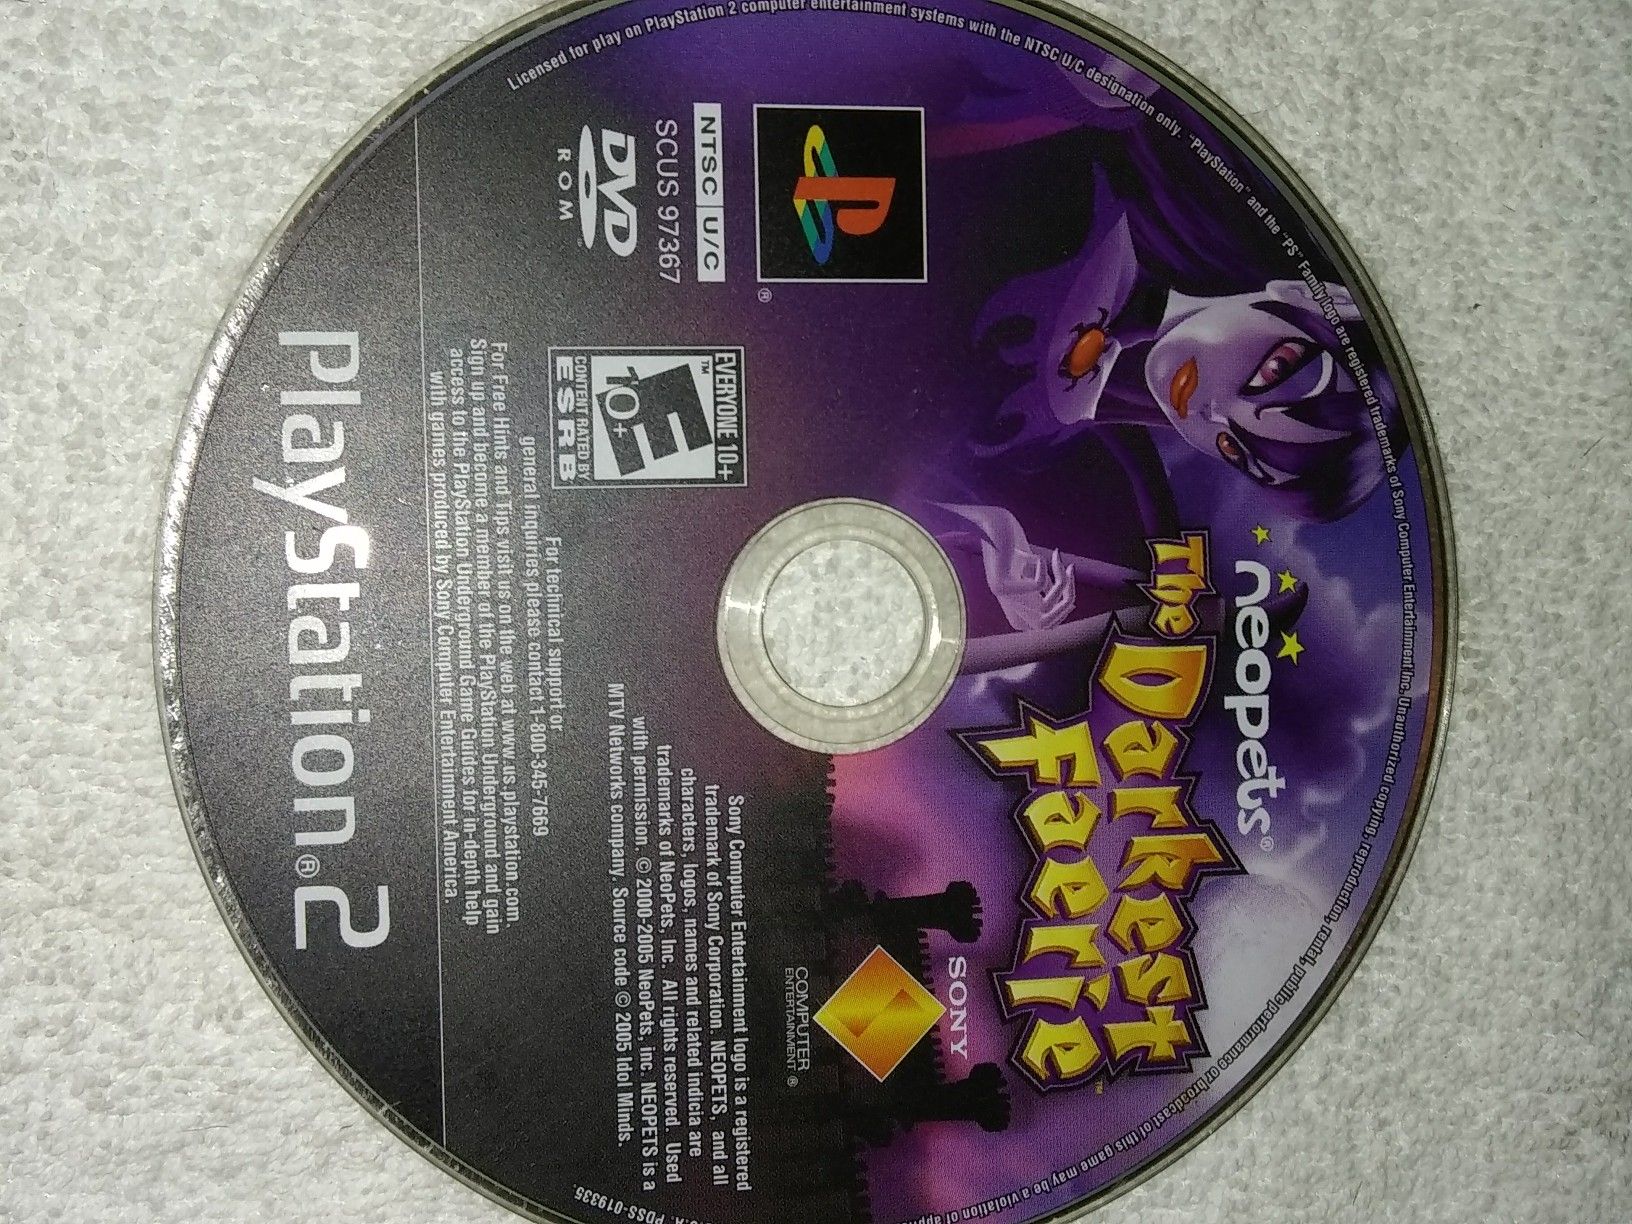 Licensed for play on PlayStation 2 computer entertainment systems with the NTSC U/C designation only. "PlayStation" and the "PS" Family logo are registered trademarks of Sony Computer Entertainment Inc. Unauthorized copying, reproduction, rental, public performance or broadcast of this game may be a violation of
neopets®
The
Darkest
Faerie™
®
NTSC U/C
SCUS 97367
DVD
ROM
EVERYONE 10+
E
10+
™
CONTENT RATED BY
ESRB
SONY
COMPUTER
ENTERTAINMENT ®
Sony Computer Entertainment logo is a registered
trademark of Sony Corporation. NEOPETS, and all
characters, logos, names and related indicia are
trademarks of NeoPets, Inc. All rights reserved. Used
with permission. © 2000-2005 NeoPets, Inc. NEOPETS is a
MTV Networks company. Source code © 2005 Idol Minds.
For technical support or
general inquiries please contact 1-800-345-7669
For Free Hints and Tips visit us on the web at www.us.playstation.com
Sign up and become a member of the PlayStation Underground and gain
access to the PlayStation Underground Game Guides for in-depth help
with games produced by Sony Computer Entertainment America.
PlayStation®2
PDSS-019335.